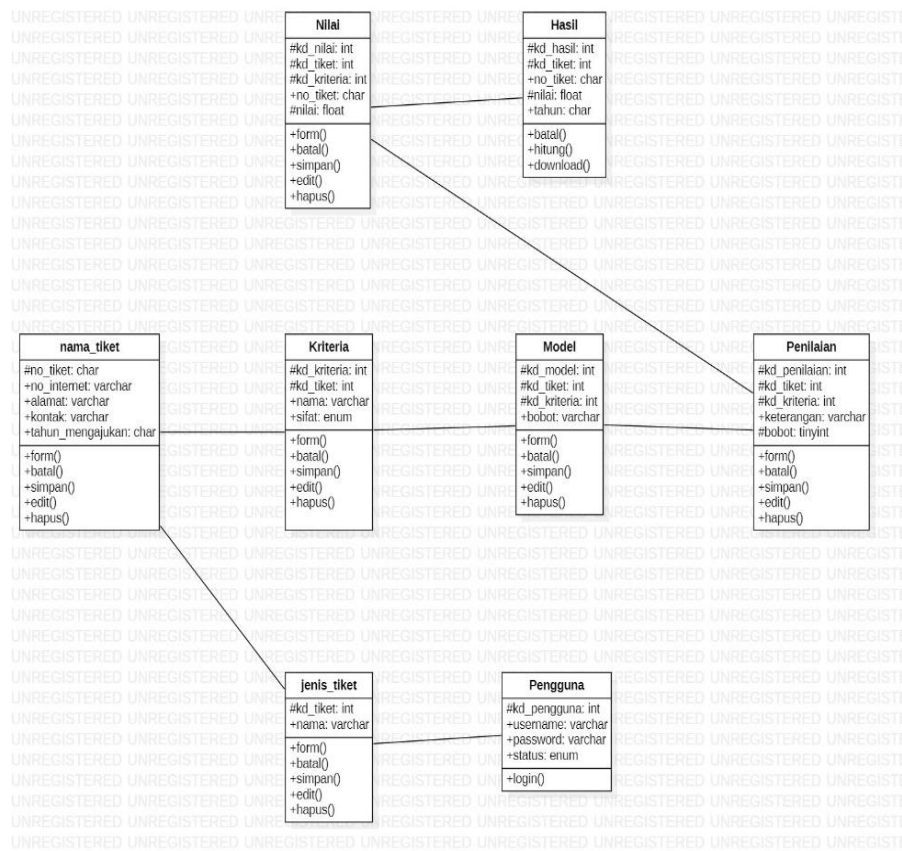 Nilai
#kd_nilai: int
#kd_tiket: int
#kd_kriteria: int
+no_tiket: char
#nilai: float
+form()
+batal()
+simpan()
+edit()
+hapus()
Hasil
#kd_hasil: int
#kd_tiket: int
+no_tiket: char
#nilai: float
+tahun: char
+batal()
+hitung()
+download()
nama_tiket
#no_tiket: char
+no_internet: varchar
+alamat: varchar
+kontak: varchar
+tahun_mengajukan: char
+form()
+batal()
+simpan()
+edit()
+hapus()
Kriteria
#kd_kriteria: int
#kd_tiket: int
+nama: varchar
+sifat: enum
+form()
+batal()
+simpan()
+edit()
+hapus()
Model
#kd_model: int
#kd_tiket: int
#kd_kriteria: int
+bobot: varchar
+form()
+batal()
+simpan()
+edit()
+hapus()
Penilaian
#kd_penilaian: int
#kd_tiket: int
#kd_kriteria: int
+keterangan: varchar
#bobot: tinyint
+form()
+batal()
+simpan()
+edit()
+hapus()
jenis_tiket
#kd_tiket: int
+nama: varchar
+form()
+batal()
+simpan()
+edit()
+hapus()
Pengguna
#kd_pengguna: int
+username: varchar
+password: varchar
+status: enum
+login()